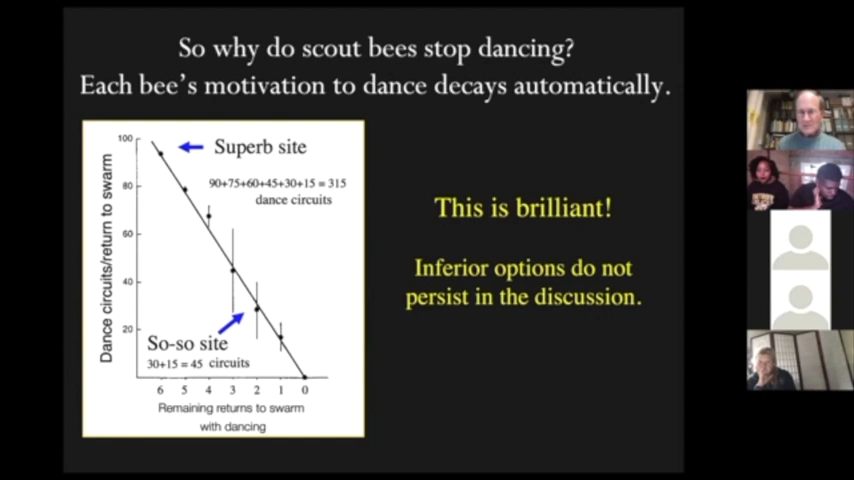 So why do scout bees stop dancing?
Each bee's motivation to dance decays automatically.
100
80
60
40
20
Dance circuits/return to swarm
Superb site
90+75+60+45+30+15 = 315
dance circuits
So-so site
30+15 = 45 circuits
6 5 4 3 2 1 0
Remaining returns to swarm
with dancing
This is brilliant!
Inferior options do not
persist in the discussion.